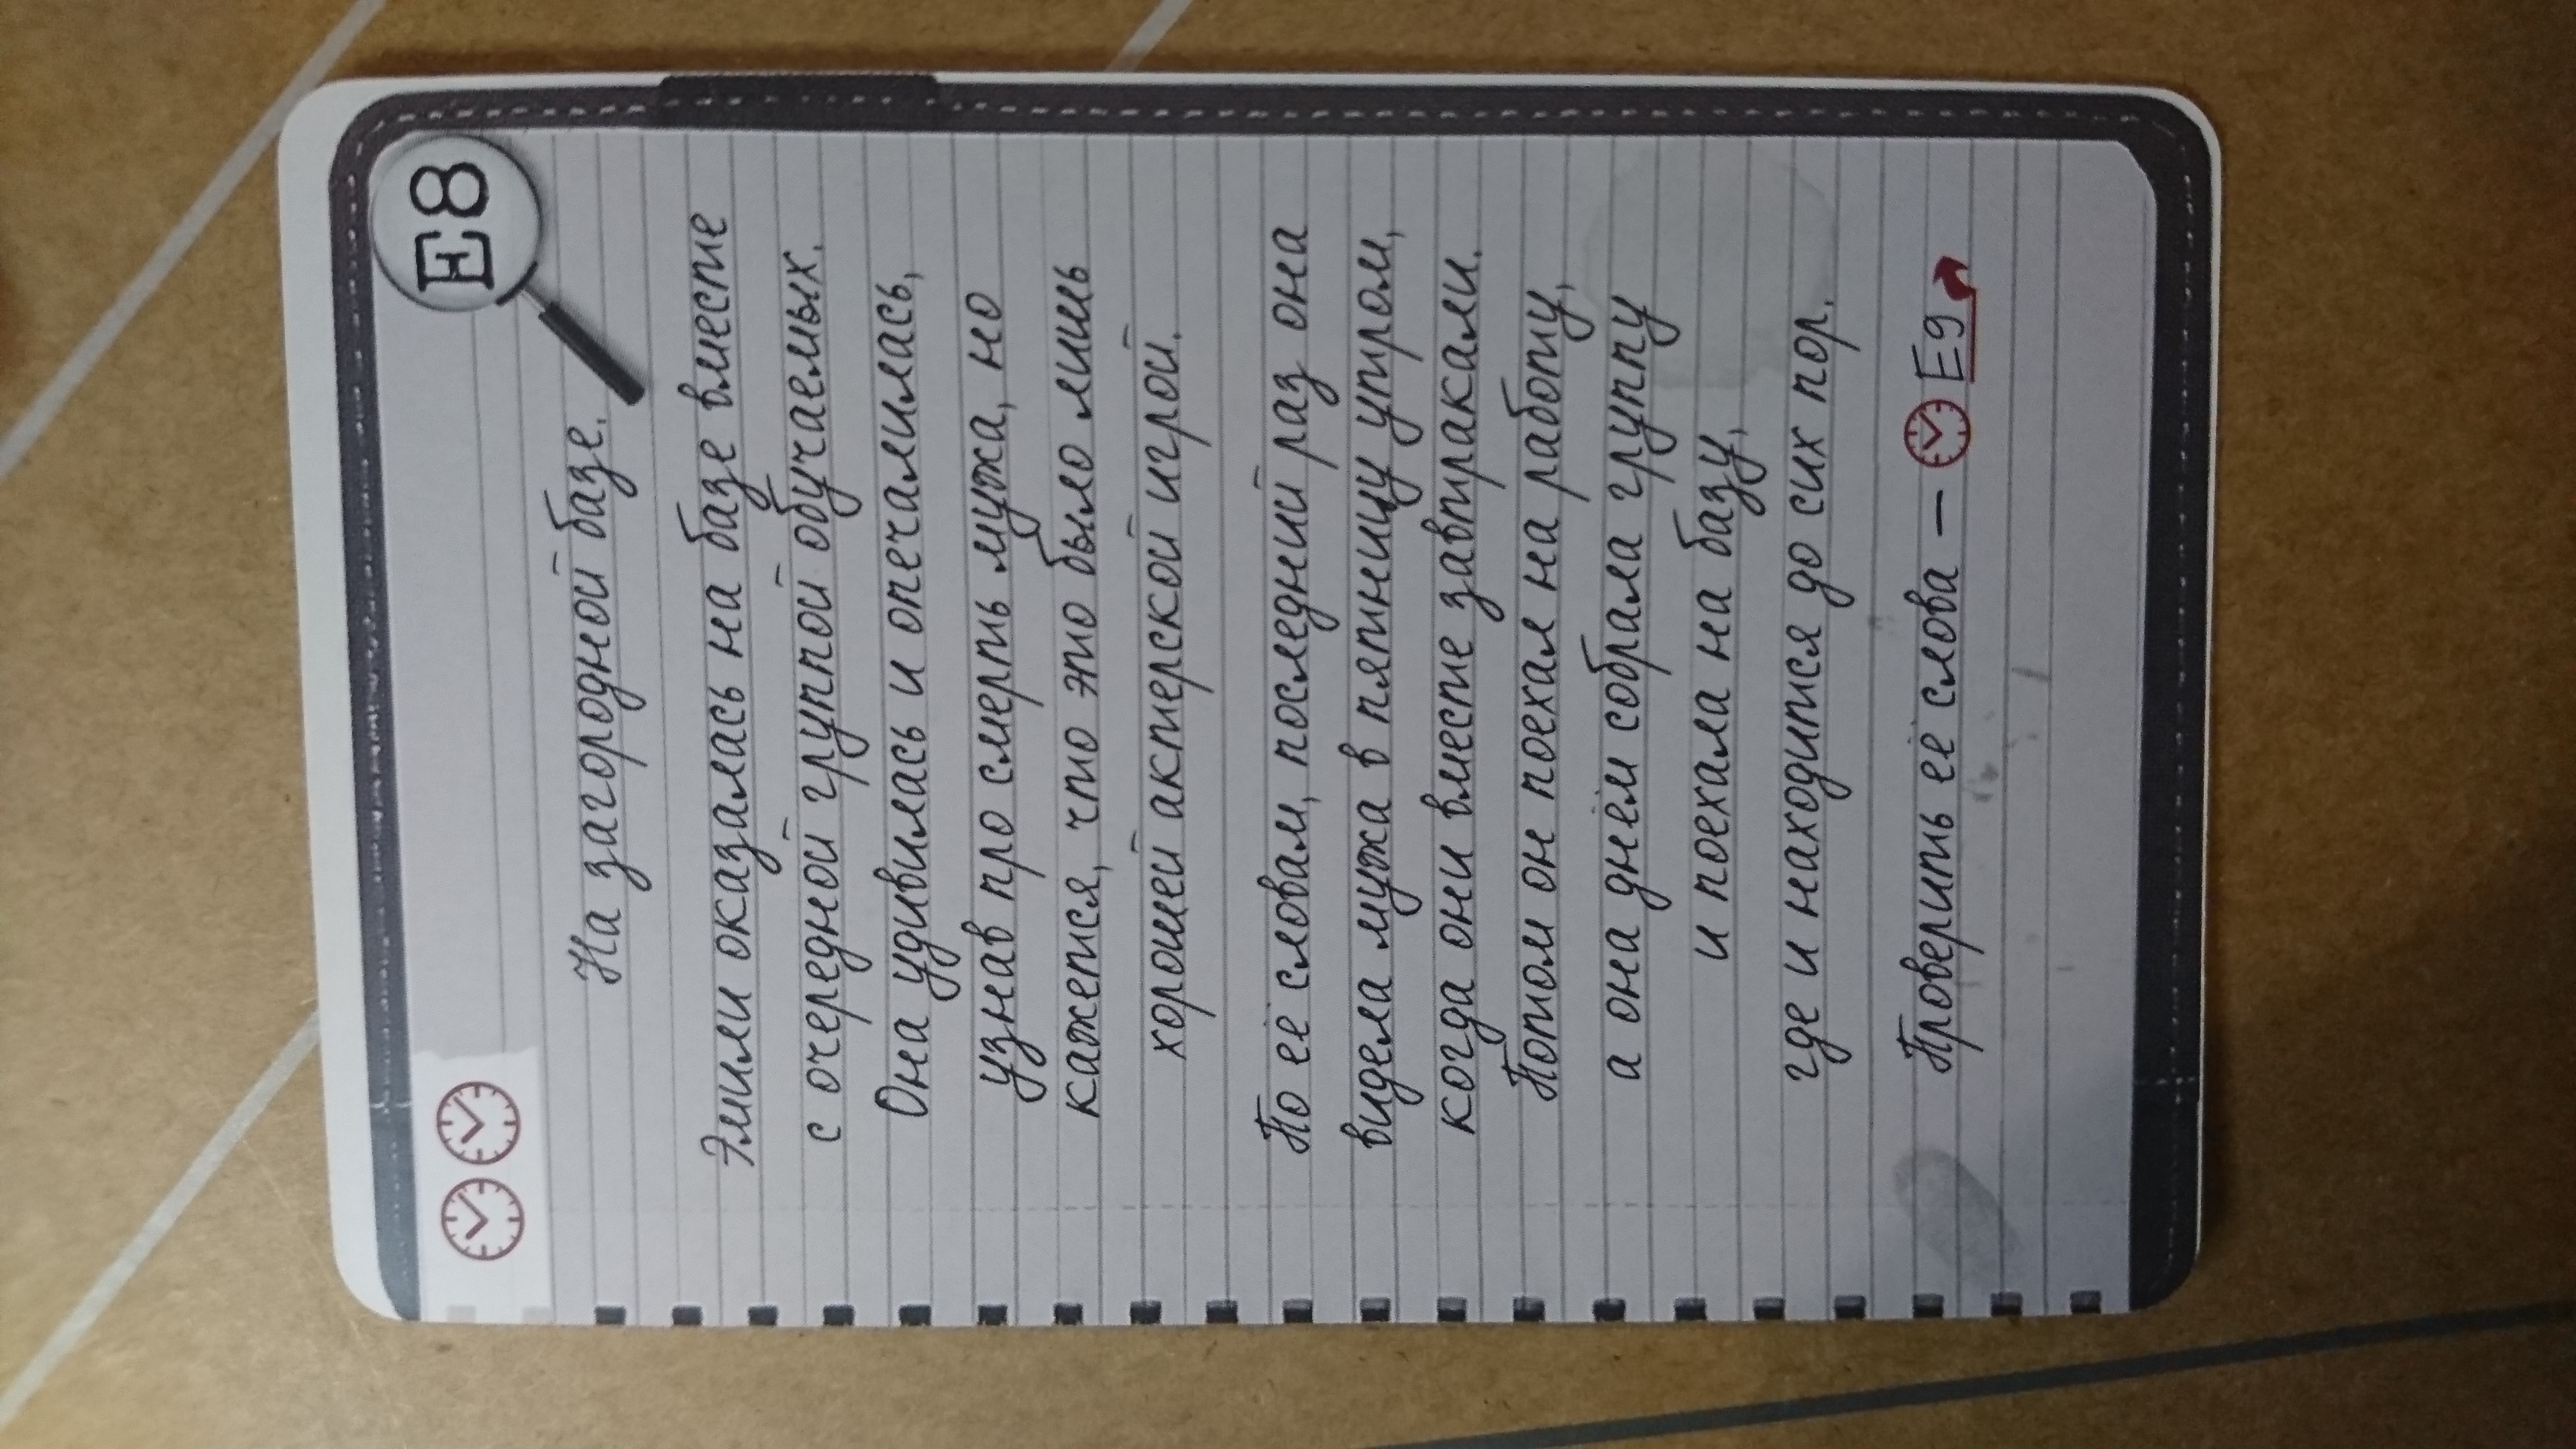 E8
На загородной базе.
Эмили оказалась на базе вместе
с очередной группой обучаемых.
Она удивилась и опечалилась,
узнав про смерть мужа, но
кажется, что это было лишь
хорошей актерской игрой.
По её словам, последний раз она
видела мужа в пятницу утром,
когда они вместе завтракали.
Потом он поехал на работу,
а она днём собрала группу
и поехала на базу,
где и находится до сих пор.
Проверить её слова — E9